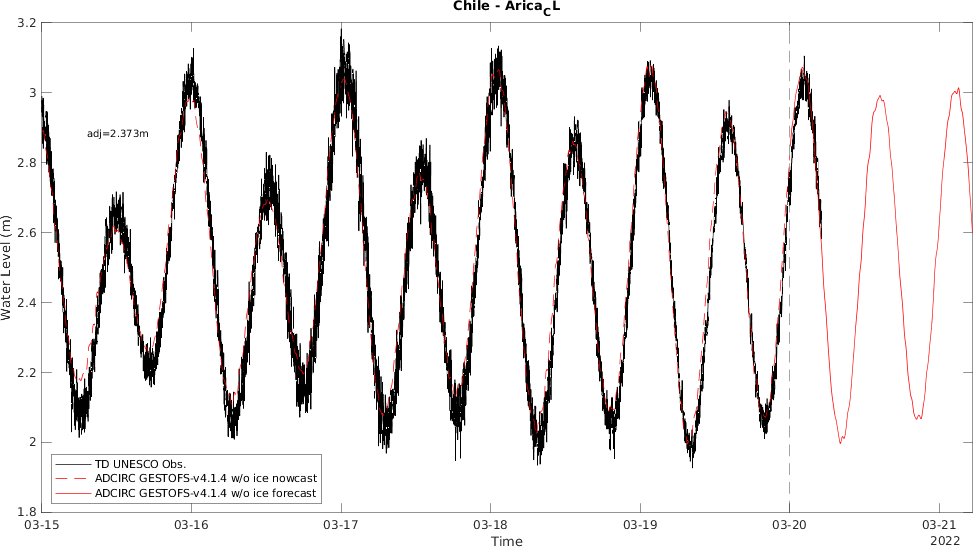 Chile - Arica_CL
3.2
3
2.8
2.6
2.4
2.2
2
1.8
Water Level (m)
adj=2.373m
TD UNESCO Obs.
ADCIRC GESTOFS-v4.1.4 w/o ice nowcast
ADCIRC GESTOFS-v4.1.4 w/o ice forecast
03-15 03-16 03-17 03-18 03-19 03-20 03-21
Time 2022